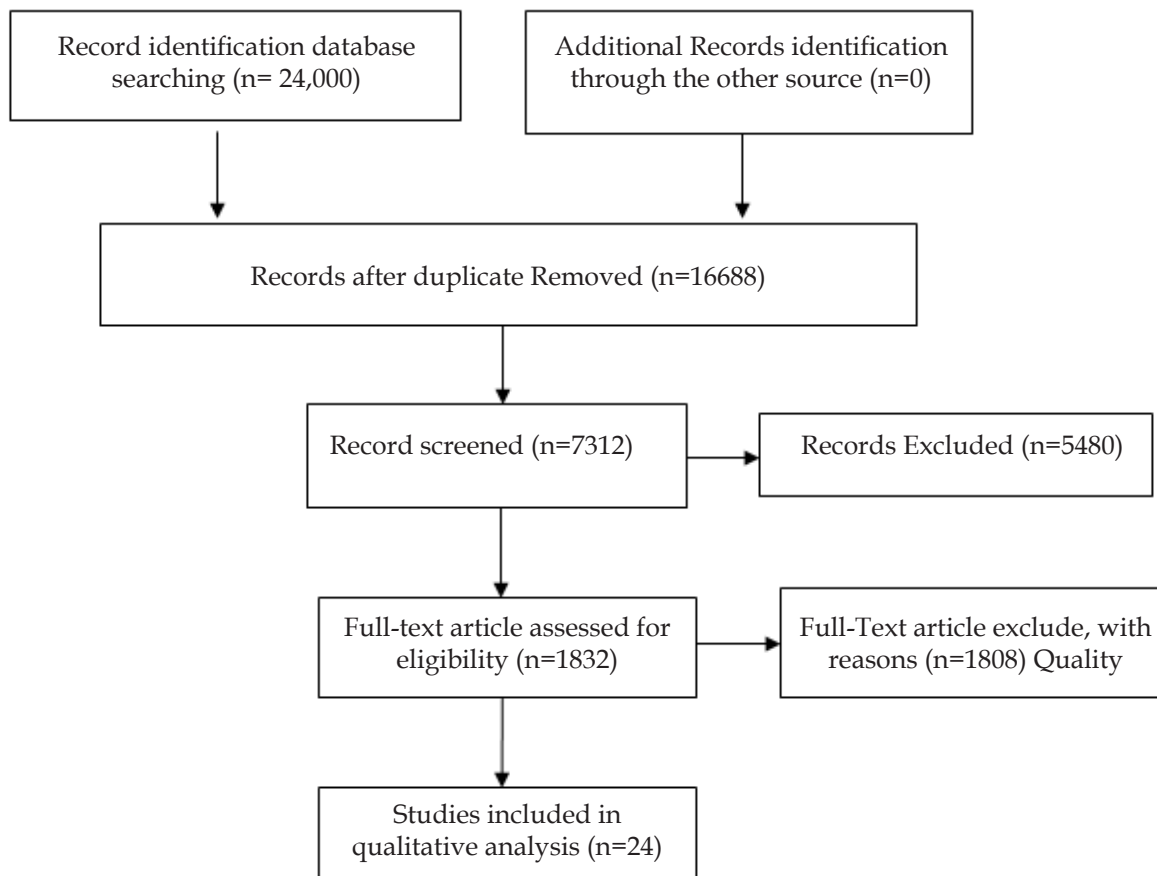 Record identification database
searching (n= 24,000)
Additional Records identification
through the other source (n=0)
Records after duplicate Removed (n=16688)
Record screened (n=7312)
Records Excluded (n=5480)
Full-text article assessed for
eligibility (n=1832)
Full-Text article exclude, with
reasons (n=1808) Quality
Studies included in
qualitative analysis (n=24)